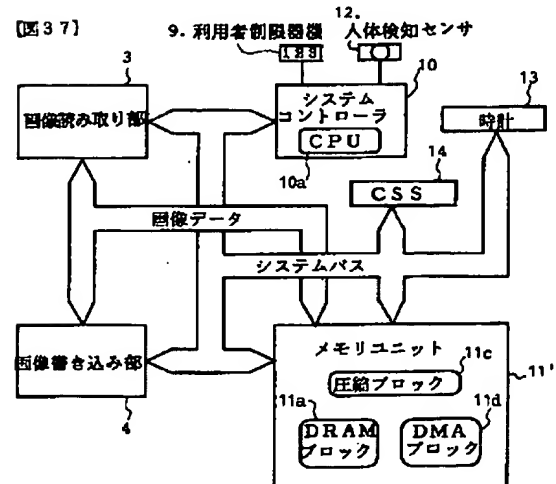 [図37]
9. 利用者制限器機
12.
人体検知センサ
123
3
10
13
画像読み取り部
システム
コントローラ
CPU
10a
時計
14
CSS
画像データ
システムバス
画像書き込み部
4
メモリユニット
11'
11c
圧縮ブロック
11a
11d
DRAM
ブロック
DMA
ブロック